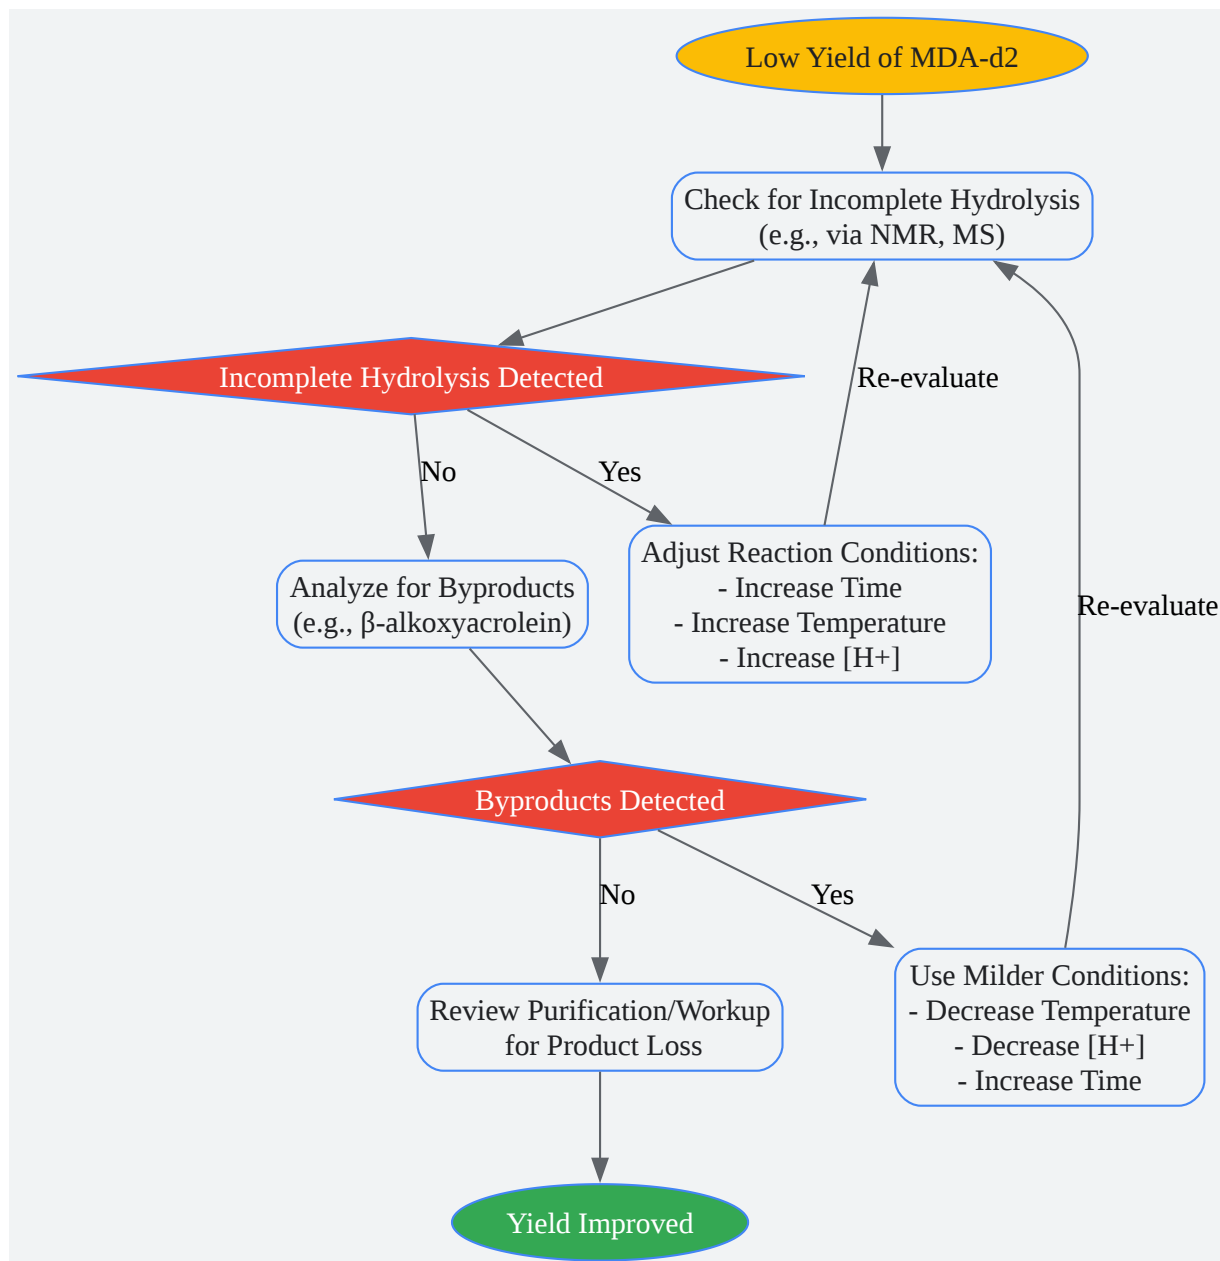 Low Yield of MDA-d2
Check for Incomplete Hydrolysis
(e.g., via NMR, MS)
Incomplete Hydrolysis Detected
Re-evaluate
No
Yes
Adjust Reaction Conditions:
- Increase Time
- Increase Temperature
- Increase [H+]
Analyze for Byproducts
(e.g., β-alkoxyacrolein)
Re-evaluate
Byproducts Detected
No
Yes
Review Purification/Workup
for Product Loss
Use Milder Conditions:
- Decrease Temperature
- Decrease [H+]
- Increase Time
Yield Improved